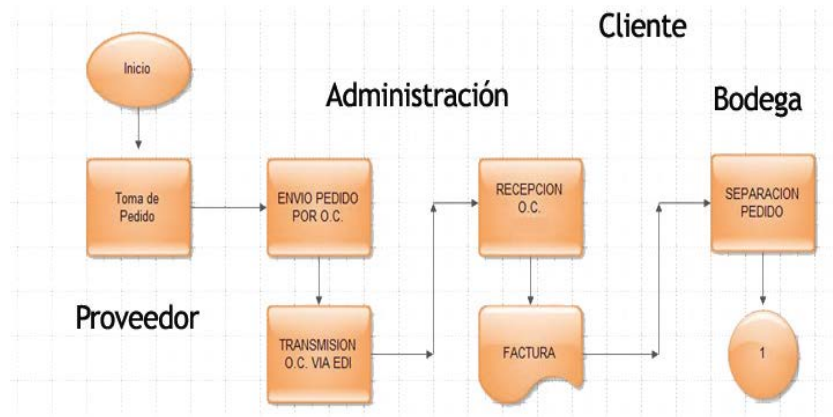 Cliente
Inicio
Administración
Bodega
Toma de
Pedido
ENVIO PEDIDO
POR O.C.
RECEPCION
O.C.
SEPARACION
PEDIDO
Proveedor
TRANSMISION
O.C. VIA EDI
FACTURA
1